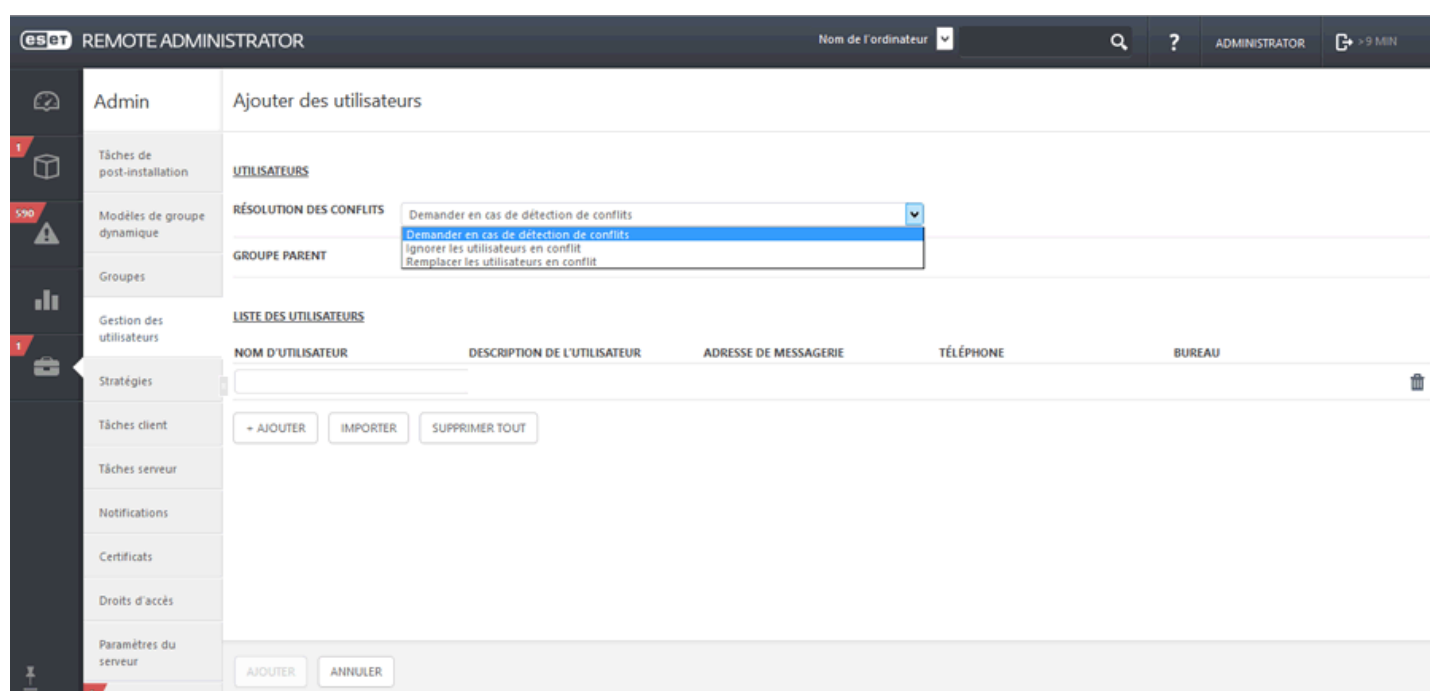 eseT REMOTE ADMINISTRATOR
Nom de l'ordinateur
?
ADMINISTRATOR
>9 MIN
Admin
Ajouter des utilisateurs
1
590
1
Tâches de
post-installation
Modèles de groupe
dynamique
Groupes
Gestion des
utilisateurs
Stratégies
Tâches client
Tâches serveur
Notifications
Certificats
Droits d'accès
Paramètres du
serveur
UTILISATEURS
RÉSOLUTION DES CONFLITS
Demander en cas de détection de conflits
Demander en cas de détection de conflits
Ignorer les utilisateurs en conflit
Remplacer les utilisateurs en conflit
GROUPE PARENT
LISTE DES UTILISATEURS
NOM D'UTILISATEUR DESCRIPTION DE L'UTILISATEUR ADRESSE DE MESSAGERIE TÉLÉPHONE BUREAU
+ AJOUTER IMPORTER SUPPRIMER TOUT
AJOUTER ANNULER